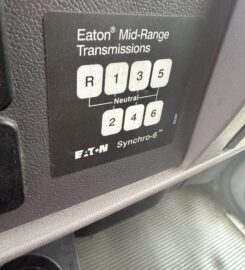 Eaton® Mid-Range
Transmissions
R 1 3 5
Neutral
2 4 6
EATON Synchro-6™